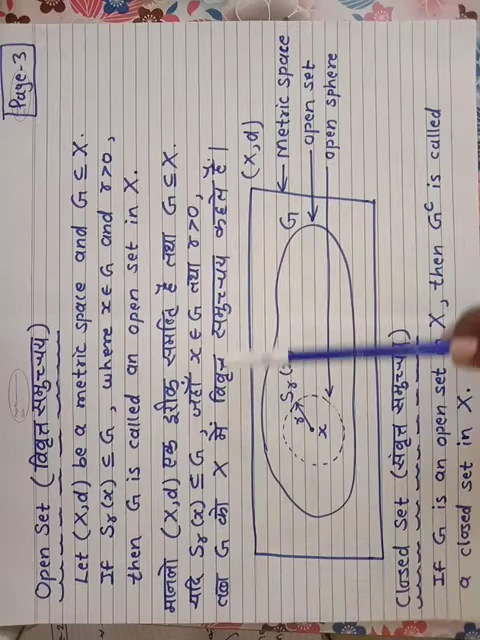 Page-3
Open Set (विवृत्त समुच्चय)
Let (X,d) be a metric space and G ⊆ X.
If Sr(x) ⊆ G, where x ∈ G and r>0,
then G is called an open set in X.
मानलो (X,d) एक दूरीक समष्टि है तथा G ⊆ X.
यदि Sr(x) ⊆ G, जहाँ x ∈ G तथा r>0,
तब G को X में विवृत्त समुच्चय कहते हैं।
(X,d)
Metric space
open set
open sphere
G
Sr(
r
x
Closed Set (संवृत्त समुच्चय)
If G is an open set X, then Gᶜ is called
a closed set in X.